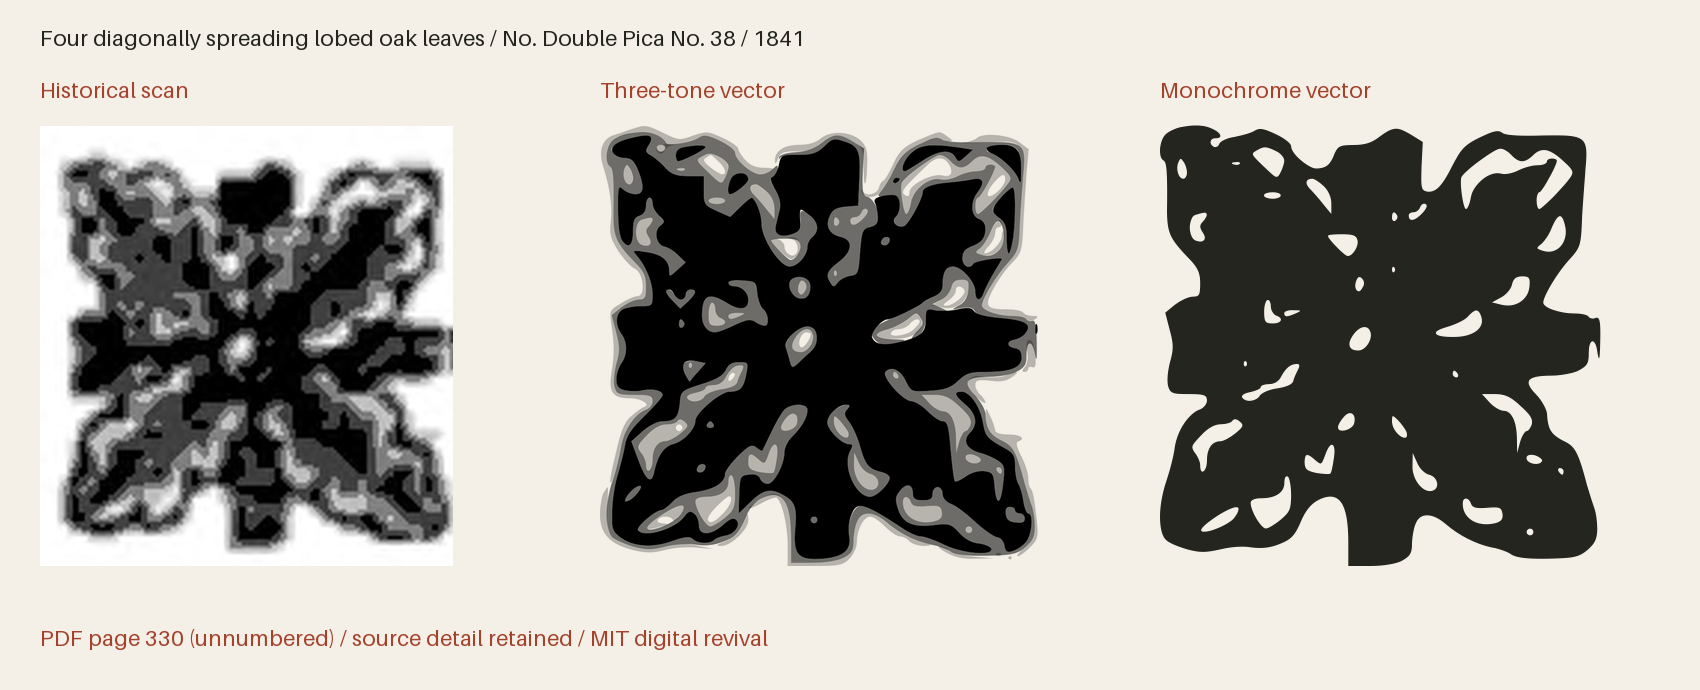 Four diagonally spreading lobed oak leaves / No. Double Pica No. 38 / 1841
Historical scan
Three-tone vector
Monochrome vector
PDF page 330 (unnumbered) / source detail retained / MIT digital revival